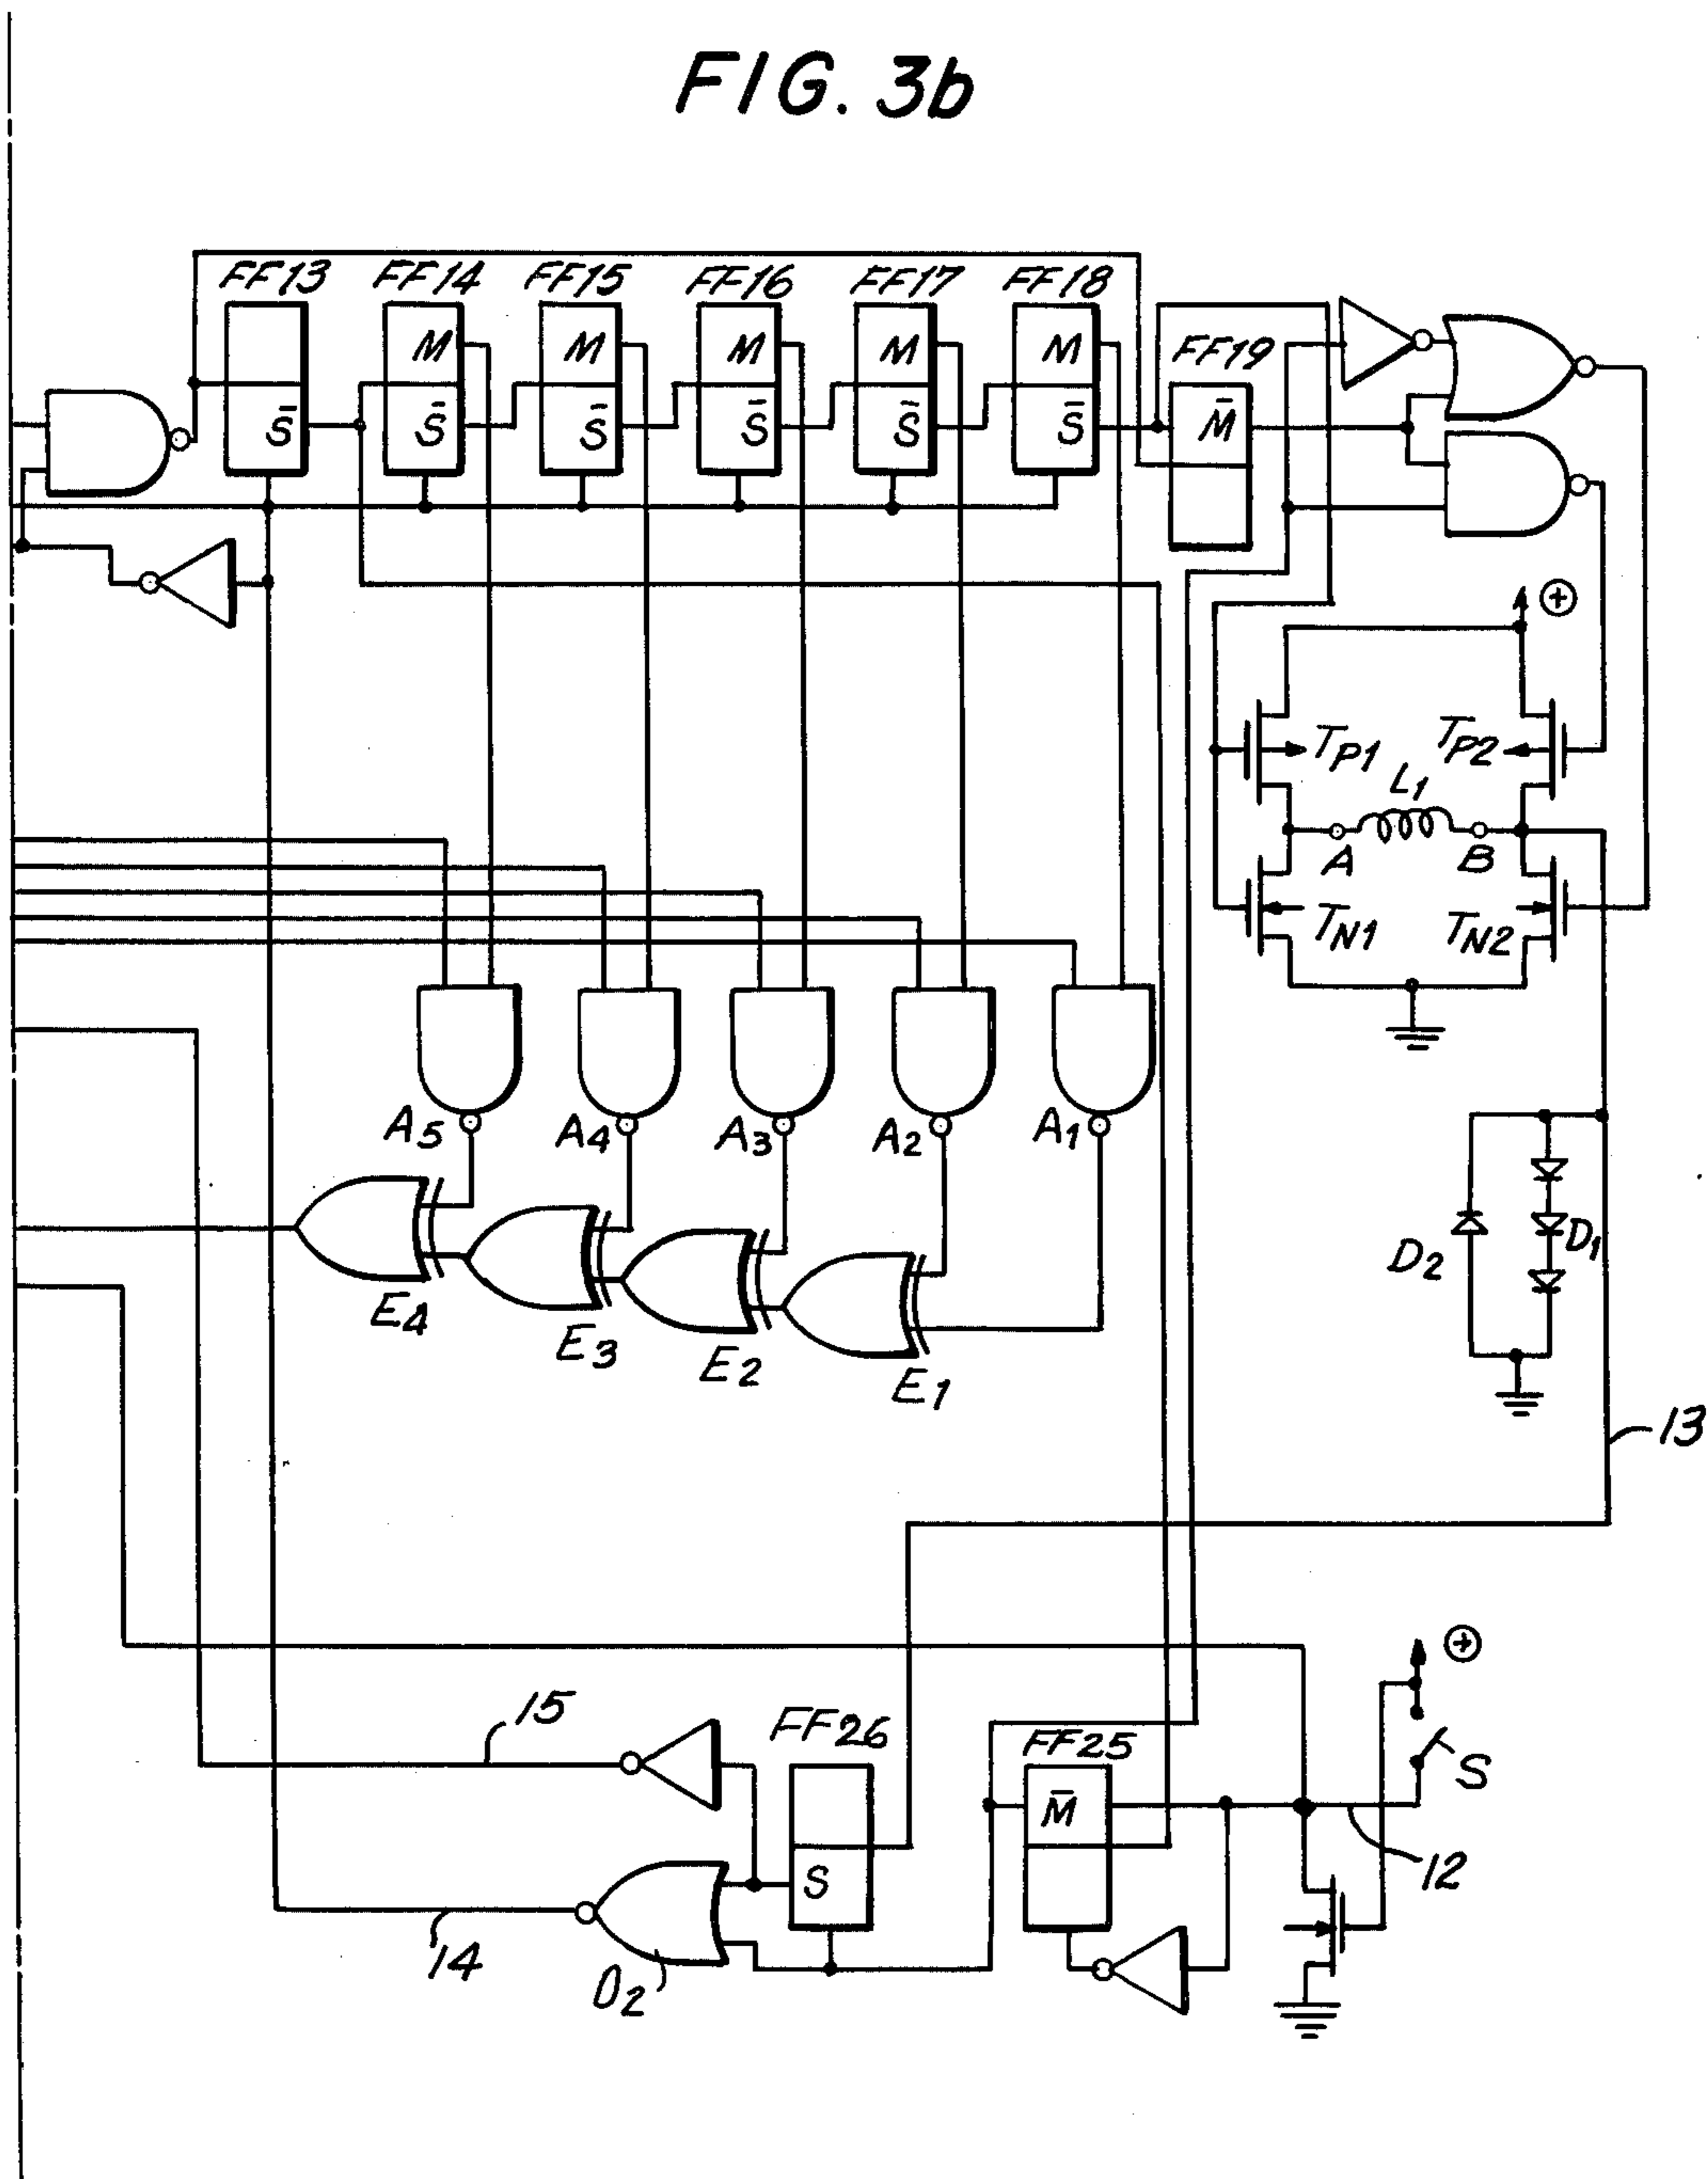 FIG. 3b
FF13 FF14 FF15 FF16 FF17 FF18
M M M M M FF19
S̄ S̄ S̄ S̄ S̄ S̄ M̄
+
TP1 TP2
L1
A B
TN1 TN2
A5 A4 A3 A2 A1
D2 D1
E4 E3 E2 E1
13
+
15 FF26 FF25
S
M̄
S
12
14
O2